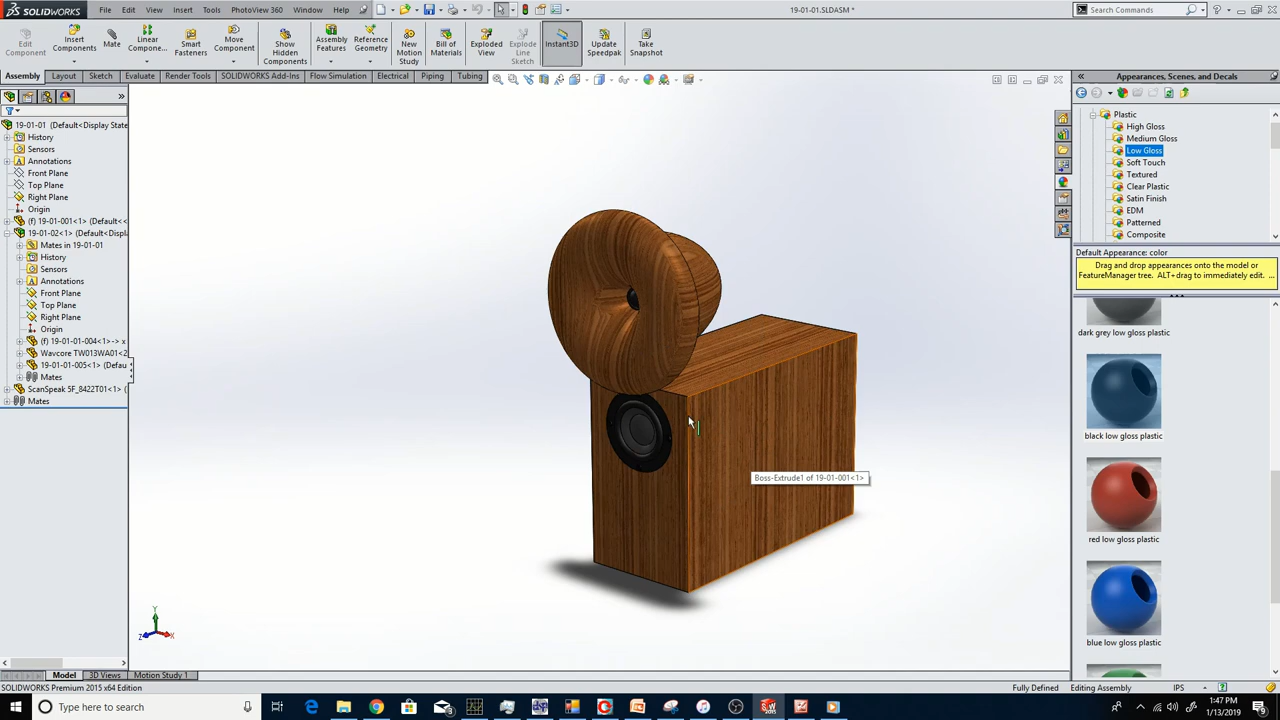 SOLIDWORKS
File Edit View Insert Tools PhotoView 360 Window Help
19-01-01.SLDASM *
Search Commands
Edit Component
Insert Components
Mate
Linear Compone...
Smart Fasteners
Move Component
Show Hidden Components
Assembly Features
Reference Geometry
New Motion Study
Bill of Materials
Exploded View
Explode Line Sketch
Instant3D
Update Speedpak
Take Snapshot
Assembly Layout Sketch Evaluate Render Tools SOLIDWORKS Add-Ins Flow Simulation Electrical Piping Tubing
19-01-01 (Default<Display State
History
Sensors
Annotations
Front Plane
Top Plane
Right Plane
Origin
(f) 19-01-001<1> (Default<<
19-01-02<1> (Default<Displ
Mates in 19-01-01
History
Sensors
Annotations
Front Plane
Top Plane
Right Plane
Origin
(f) 19-01-01-004<1>-> x
Wavcore TW013WA01<2
19-01-01-005<1> (Defau
Mates
ScanSpeak 5F_8422T01<1> (
Mates
Boss-Extrude1 of 19-01-001<1>
Y
X
Z
Appearances, Scenes, and Decals
Plastic
High Gloss
Medium Gloss
Low Gloss
Soft Touch
Textured
Clear Plastic
Satin Finish
EDM
Patterned
Composite
Default Appearance: color
Drag and drop appearances onto the model or
FeatureManager tree. ALT+drag to immediately edit. ...
dark grey low gloss plastic
black low gloss plastic
red low gloss plastic
blue low gloss plastic
Model 3D Views Motion Study 1
SOLIDWORKS Premium 2015 x64 Edition
Fully Defined Editing Assembly IPS
Type here to search
1:47 PM
1/13/2019